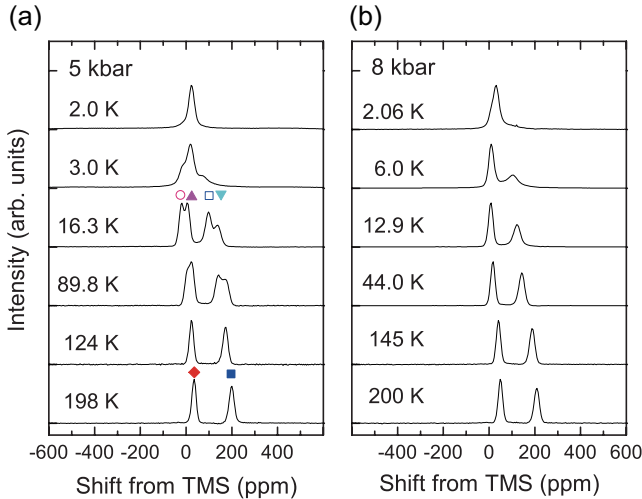 (a)
5 kbar
2.0 K
3.0 K
16.3 K
89.8 K
124 K
198 K
-600 -400 -200 0 200 400
Shift from TMS (ppm)
Intensity (arb. units)
(b)
8 kbar
2.06 K
6.0 K
12.9 K
44.0 K
145 K
200 K
-600 -400 -200 0 200 400 600
Shift from TMS (ppm)